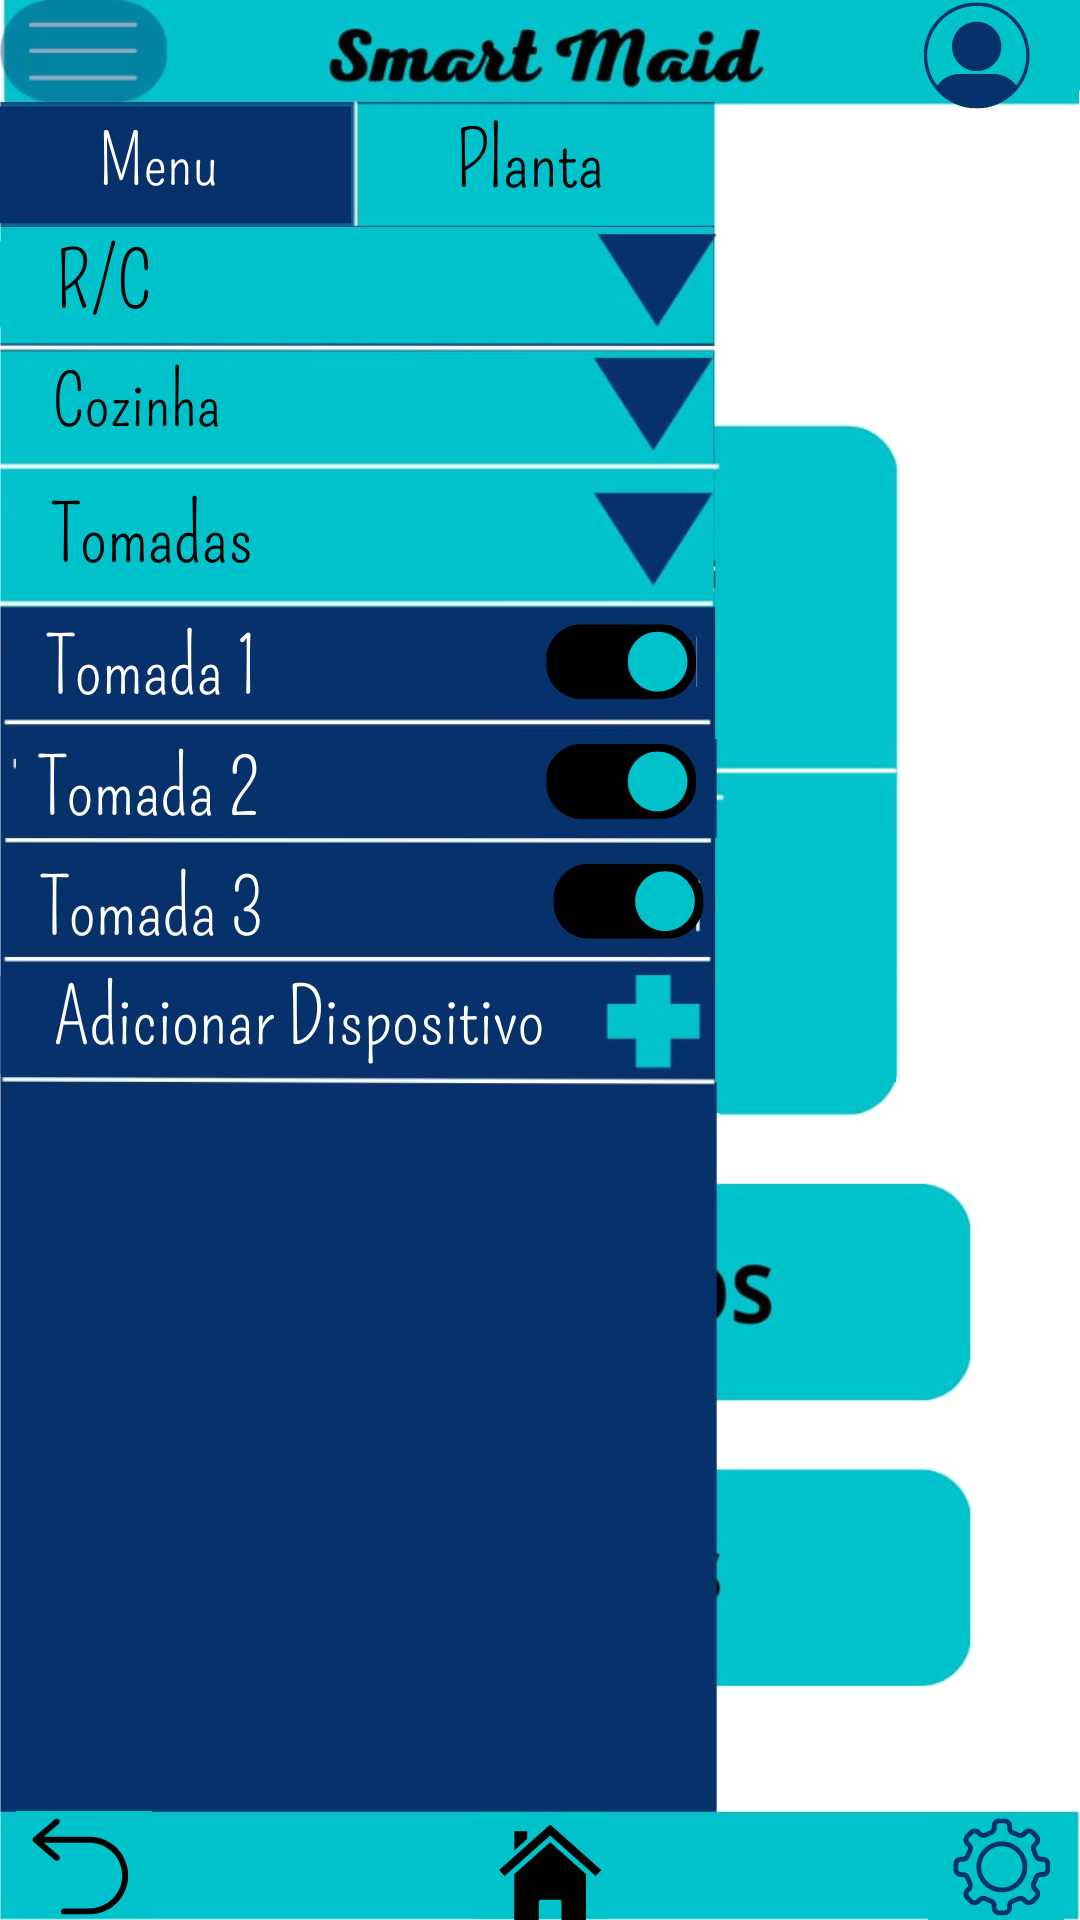 Smart Maid
Menu
Planta
R/C
Cozinha
Tomadas
Tomada 1
Tomada 2
Tomada 3
Adicionar Dispositivo